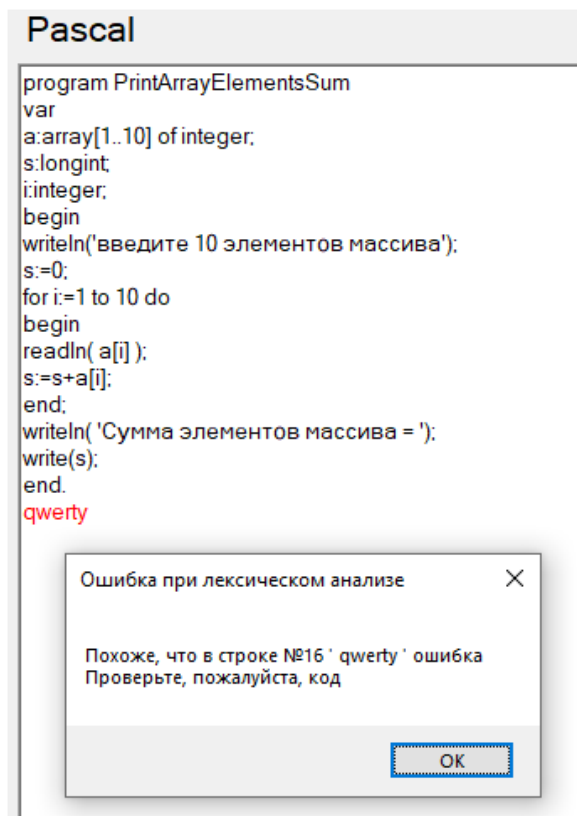 Pascal
program PrintArrayElementsSum
var
a:array[1..10] of integer;
s:longint;
i:integer;
begin
writeln('введите 10 элементов массива');
s:=0;
for i:=1 to 10 do
begin
readln( a[i] );
s:=s+a[i];
end;
writeln( 'Сумма элементов массива = ');
write(s);
end.
qwerty
Ошибка при лексическом анализе
Похоже, что в строке №16 ' qwerty ' ошибка
Проверьте, пожалуйста, код
OK